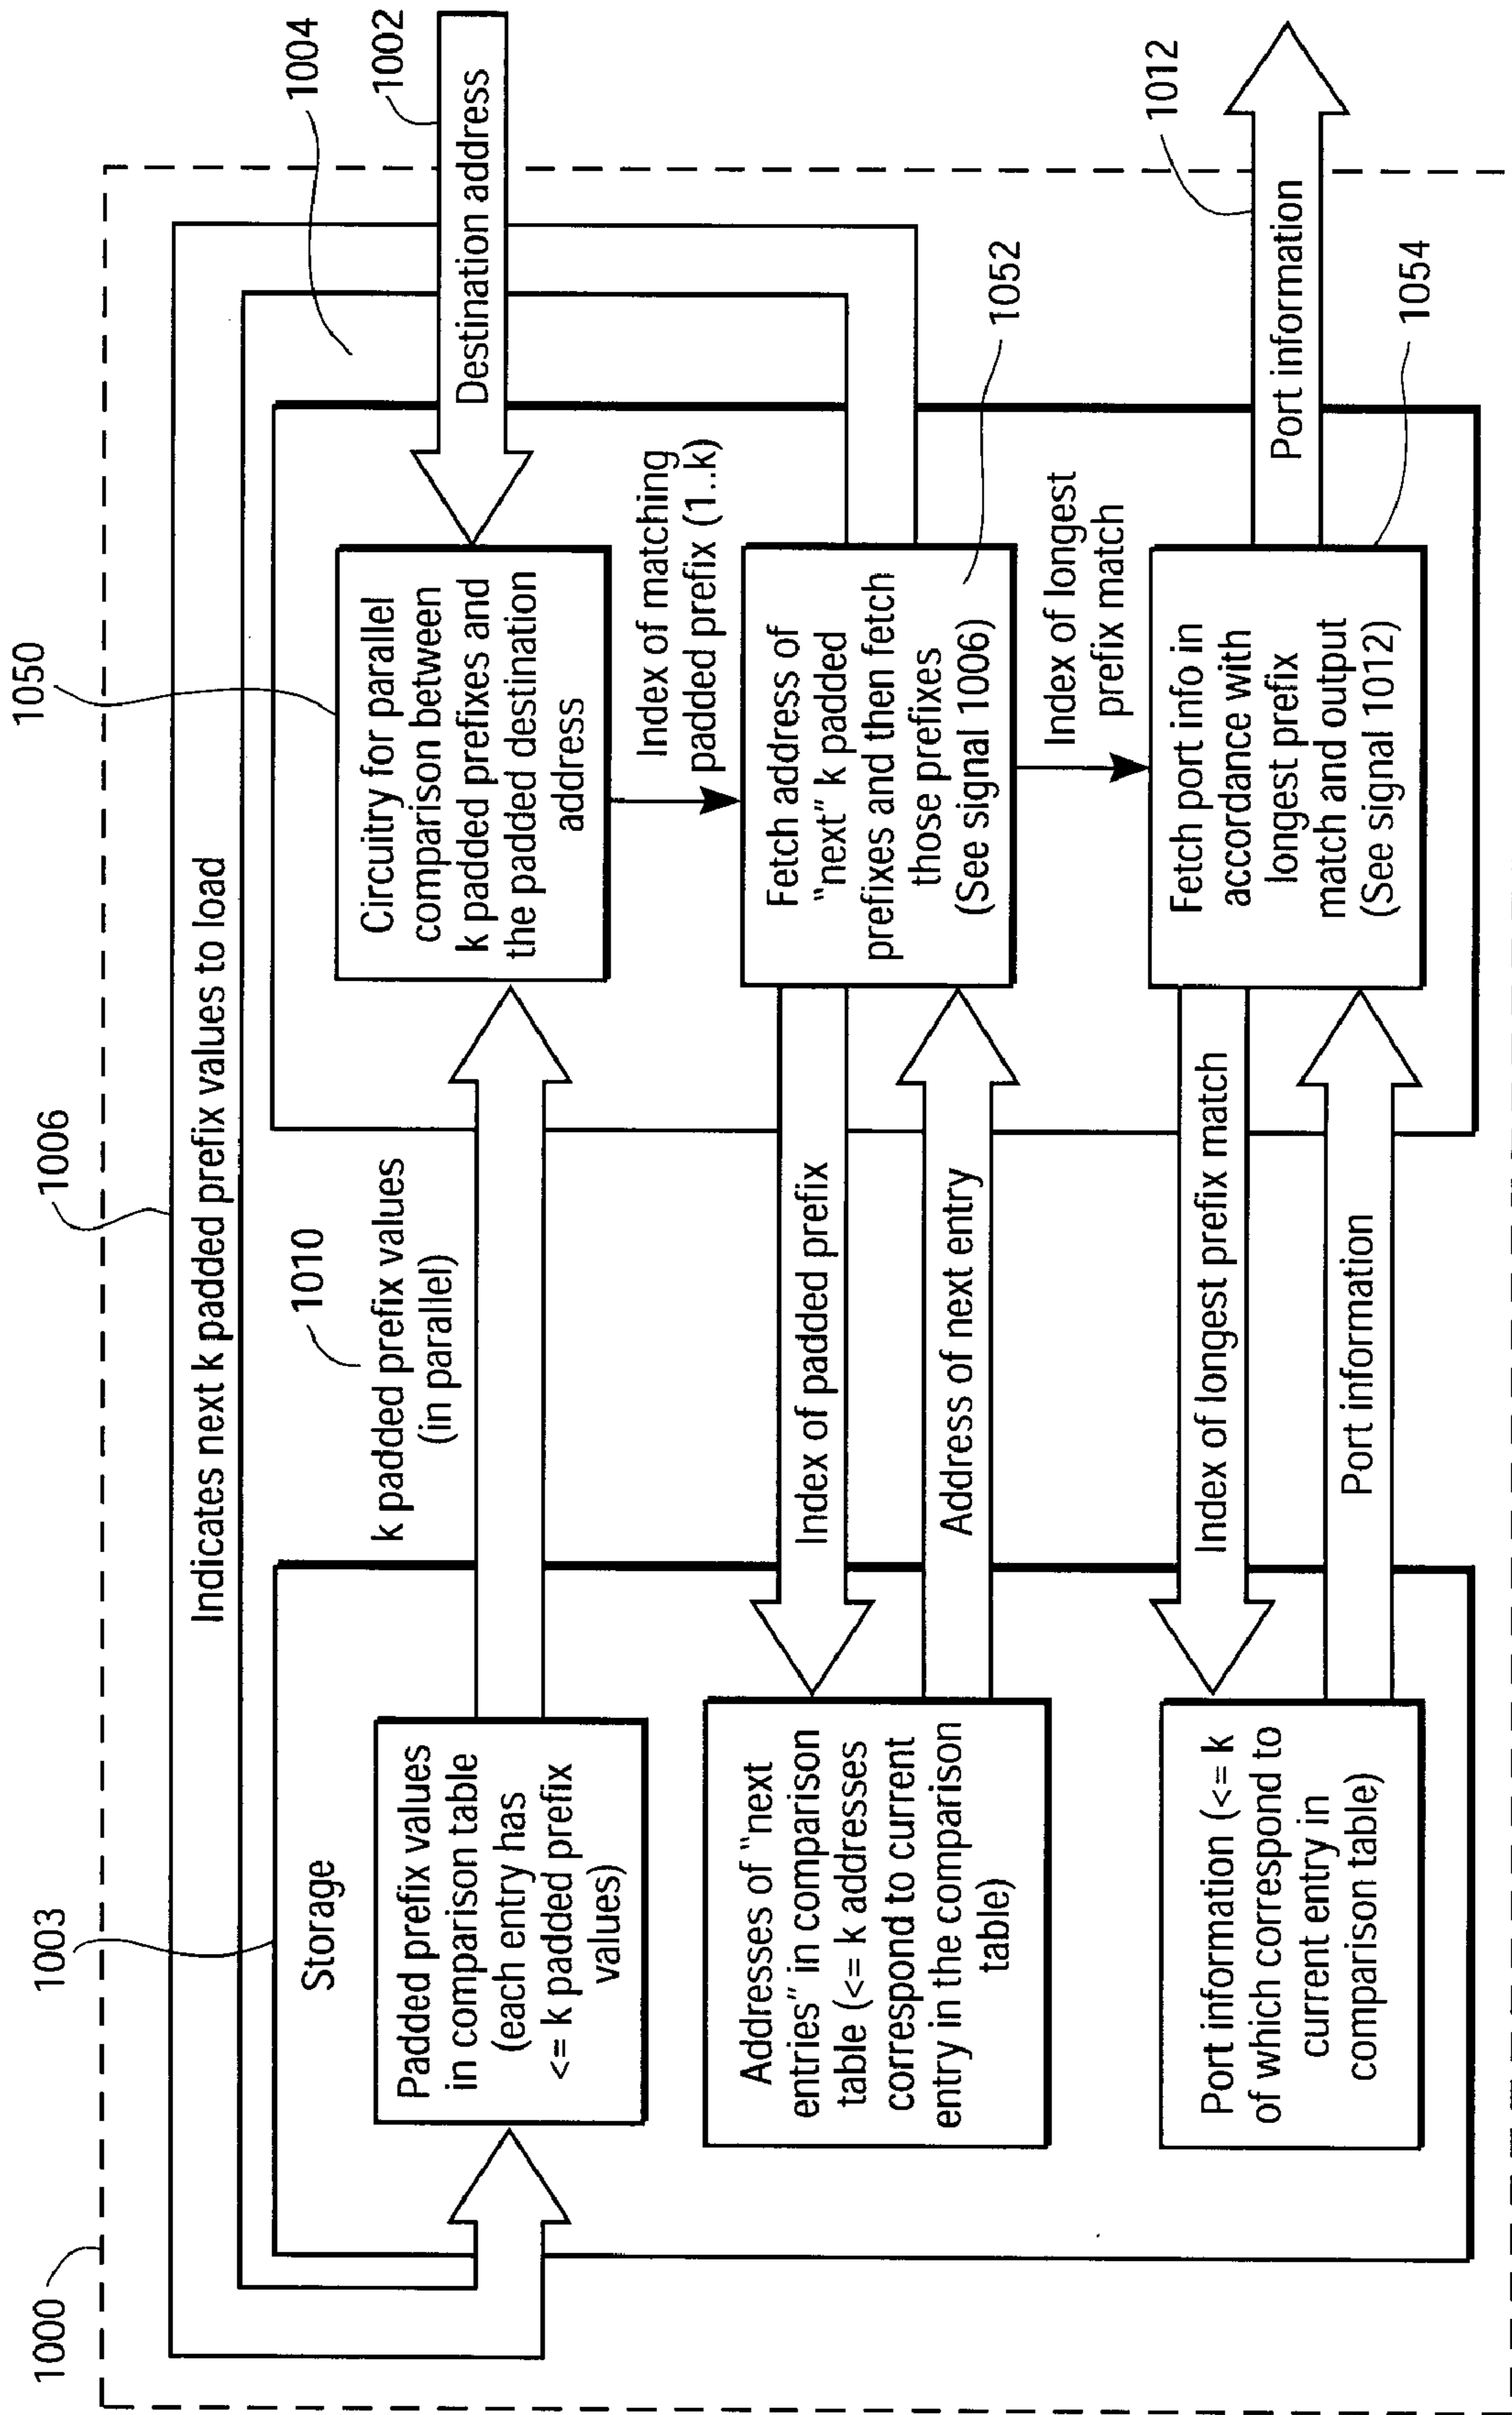 1000
1003
1006
1050
1004
1002
Indicates next k padded prefix values to load
Storage
Padded prefix values
in comparison table
(each entry has
<= k padded prefix
values)
1010
k padded prefix values
(in parallel)
Circuitry for parallel
comparison between
k padded prefixes and
the padded destination
address
Destination address
Index of matching
padded prefix (1..k)
Addresses of "next
entries" in comparison
table (<= k addresses
correspond to current
entry in the comparison
table)
Index of padded prefix
Address of next entry
Fetch address of
"next" k padded
prefixes and then fetch
those prefixes
(See signal 1006)
1052
Index of longest
prefix match
Port information (<= k
of which correspond to
current entry in
comparison table)
Index of longest prefix match
Port information
Fetch port info in
accordance with
longest prefix
match and output
(See signal 1012)
Port information
1012
1054